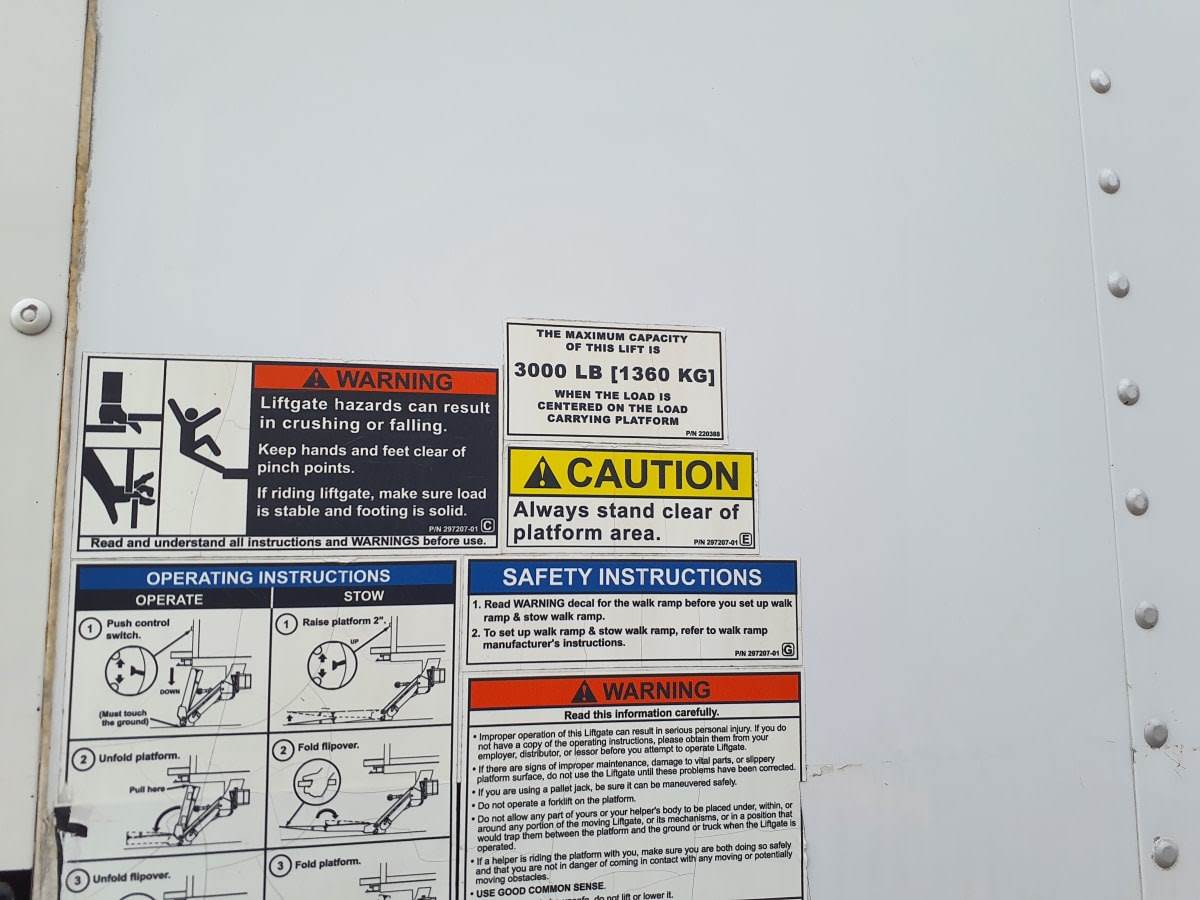 THE MAXIMUM CAPACITY
OF THIS LIFT IS
3000 LB [1360 KG]
WHEN THE LOAD IS
CENTERED ON THE LOAD
CARRYING PLATFORM
P/N 220388
WARNING
Liftgate hazards can result
in crushing or falling.
Keep hands and feet clear of
pinch points.
If riding liftgate, make sure load
is stable and footing is solid.
P/N 297207-01 C
Read and understand all instructions and WARNINGS before use.
CAUTION
Always stand clear of
platform area.
P/N 297207-01 E
OPERATING INSTRUCTIONS
OPERATE
1 Push control
switch.
DOWN
(Must touch
the ground)
2 Unfold platform.
Pull here
3 Unfold flipover.
STOW
1 Raise platform 2".
UP
2 Fold flipover.
3 Fold platform.
SAFETY INSTRUCTIONS
1. Read WARNING decal for the walk ramp before you set up walk
ramp & stow walk ramp.
2. To set up walk ramp & stow walk ramp, refer to walk ramp
manufacturer's instructions.
P/N 297207-01 G
WARNING
Read this information carefully.
• Improper operation of this Liftgate can result in serious personal injury. If you do
not have a copy of the operating instructions, please obtain them from your
employer, distributor, or lessor before you attempt to operate Liftgate.
• If there are signs of improper maintenance, damage to vital parts, or slippery
platform surface, do not use the Liftgate until these problems have been corrected.
• If you are using a pallet jack, be sure it can be maneuvered safely.
• Do not operate a forklift on the platform.
• Do not allow any part of yours or your helper's body to be placed under, within, or
around any portion of the moving Liftgate, or its mechanisms, or in a position that
would trap them between the platform and the ground or truck when the Liftgate is
operated.
• If a helper is riding the platform with you, make sure you are both doing so safely
and that you are not in danger of coming in contact with any moving or potentially
moving obstacles.
• USE GOOD COMMON SENSE.
do not lift or lower it.